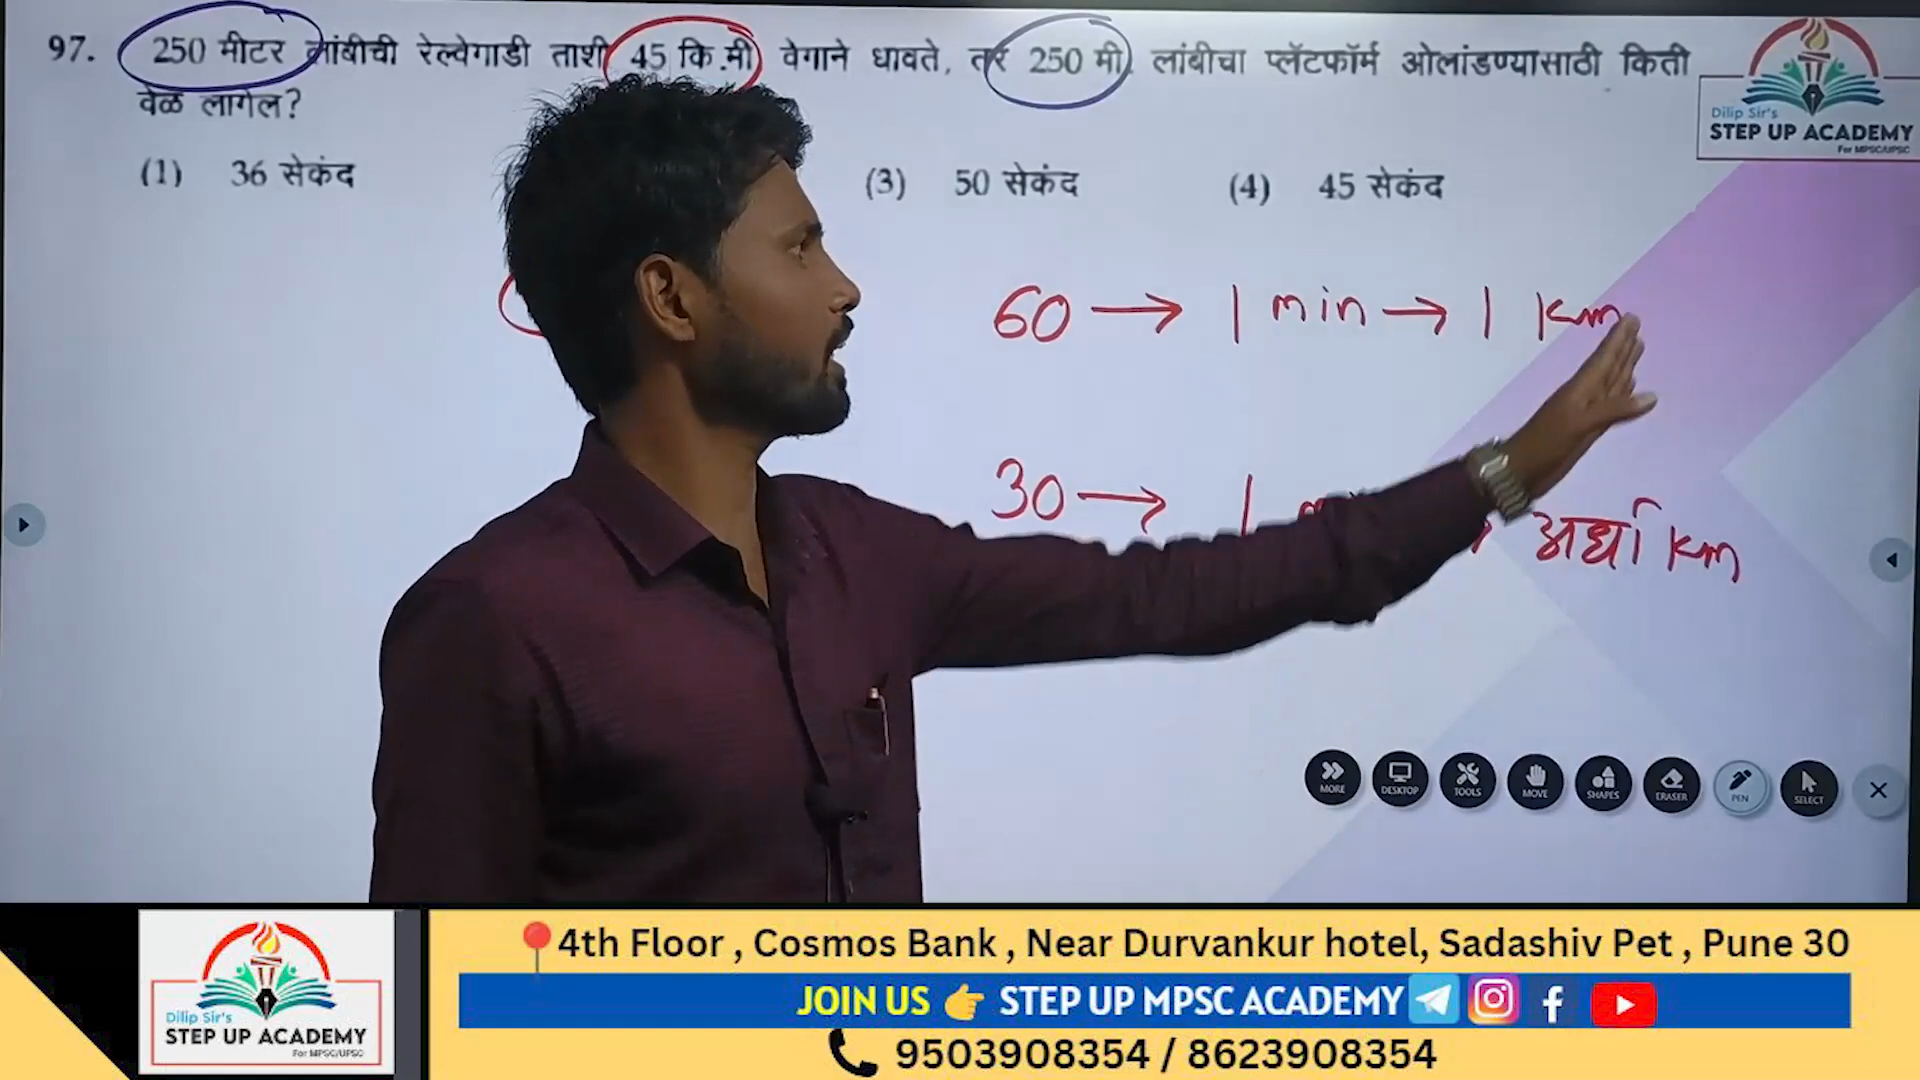 97. 250 मीटर लांबीची रेल्वेगाडी ताशी 45 कि.मी वेगाने धावते, तर 250 मी. लांबीचा प्लॅटफॉर्म ओलांडण्यासाठी किती
वेळ लागेल?
(1) 36 सेकंद (3) 50 सेकंद (4) 45 सेकंद
Dilip Sir's
STEP UP ACADEMY
For MPSC/UPSC
60 → 1 min → 1 km
30 → 1 अर्धा km
MORE DESKTOP TOOLS MOVE SHAPES ERASER PEN SELECT
4th Floor , Cosmos Bank , Near Durvankur hotel, Sadashiv Pet , Pune 30
JOIN US STEP UP MPSC ACADEMY
9503908354 / 8623908354
Dilip Sir's
STEP UP ACADEMY
For MPSC/UPSC